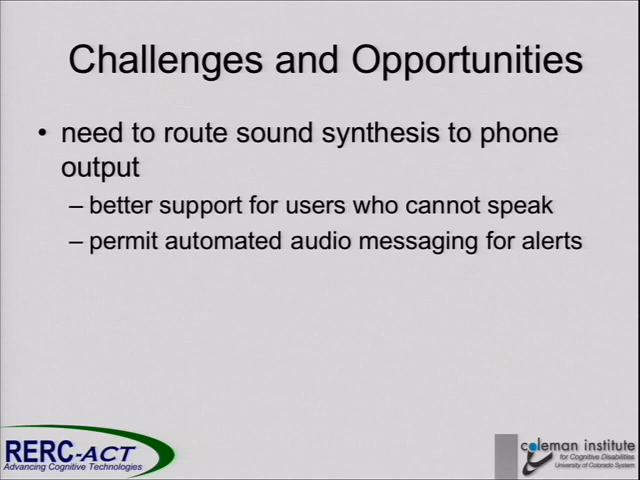 Challenges and Opportunities
• need to route sound synthesis to phone
output
– better support for users who cannot speak
– permit automated audio messaging for alerts
RERC-ACT
Advancing Cognitive Technologies
coleman institute
for Cognitive Disabilities
University of Colorado System